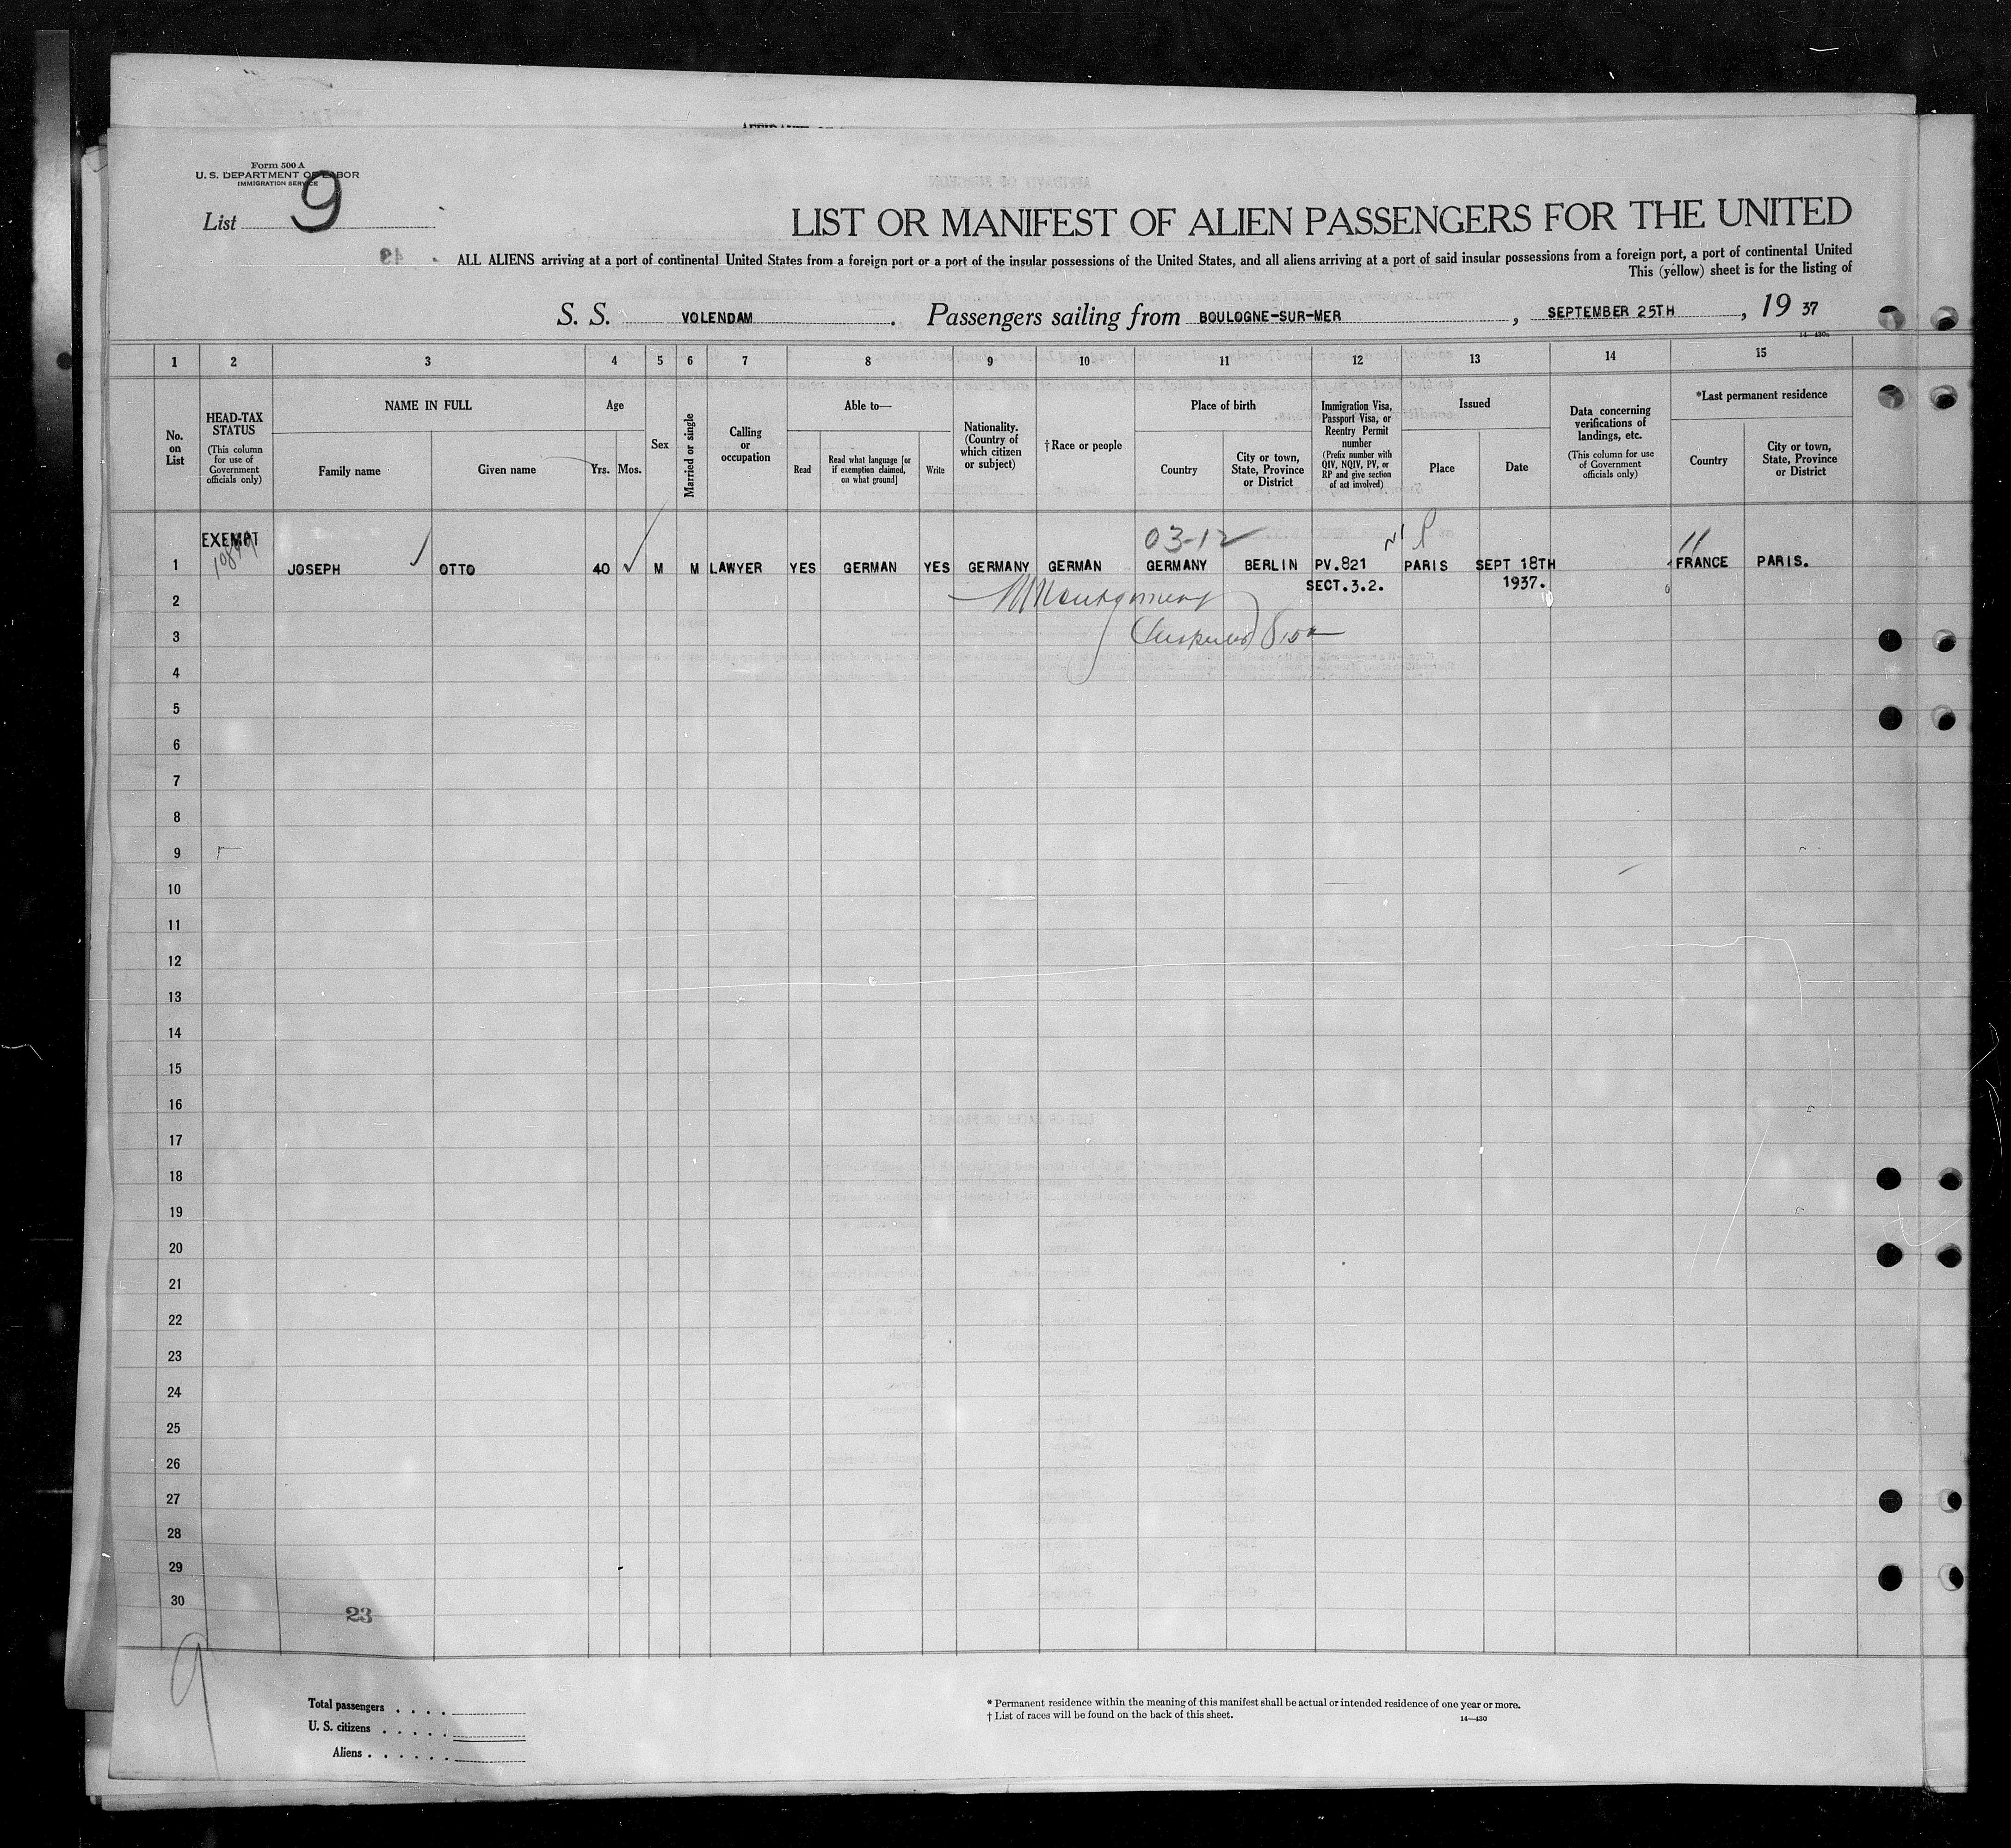 Form 500 A
U. S. DEPARTMENT OF LABOR
IMMIGRATION SERVICE
List 9
49
LIST OR MANIFEST OF ALIEN PASSENGERS FOR THE UNITED
ALL ALIENS arriving at a port of continental United States from a foreign port or a port of the insular possessions of the United States, and all aliens arriving at a port of said insular possessions from a foreign port, a port of continental United
This (yellow) sheet is for the listing of
S. S. VOLENDAM. Passengers sailing from BOULOGNE-SUR-MER, SEPTEMBER 25TH, 19 37
14—430a
1 2 3 4 5 6 7 8 9 10 11 12 13 14 15
No. on List
HEAD-TAX STATUS
(This column for use of Government officials only)
NAME IN FULL
Family name
Given name
Age
Yrs. Mos.
Sex
Married or single
Calling or occupation
Able to—
Read
Read what language [or if exemption claimed, on what ground]
Write
Nationality. (Country of which citizen or subject)
†Race or people
Place of birth
Country
City or town, State, Province or District
Immigration Visa, Passport Visa, or Reentry Permit number
(Prefix number with QIV, NQIV, PV, or RP and give section of act involved)
Issued
Place
Date
Data concerning verifications of landings, etc.
(This column for use of Government officials only)
*Last permanent residence
Country
City or town, State, Province or District
EXEMPT 03-12 11
1 JOSEPH OTTO 40 M M LAWYER YES GERMAN YES GERMANY GERMAN GERMANY BERLIN PV.821 PARIS SEPT 18TH FRANCE PARIS.
2 Montgomery SECT.3.2. 1937.
3
4
5
6
7
8
9
10
11
12
13
14
15
16
17
18
19
20
21
22
23
24
25
26
27
28
29
30
23
9
Total passengers . . . .
U. S. citizens . . . . .
Aliens . . . . . .
* Permanent residence within the meaning of this manifest shall be actual or intended residence of one year or more.
† List of races will be found on the back of this sheet.
14—430